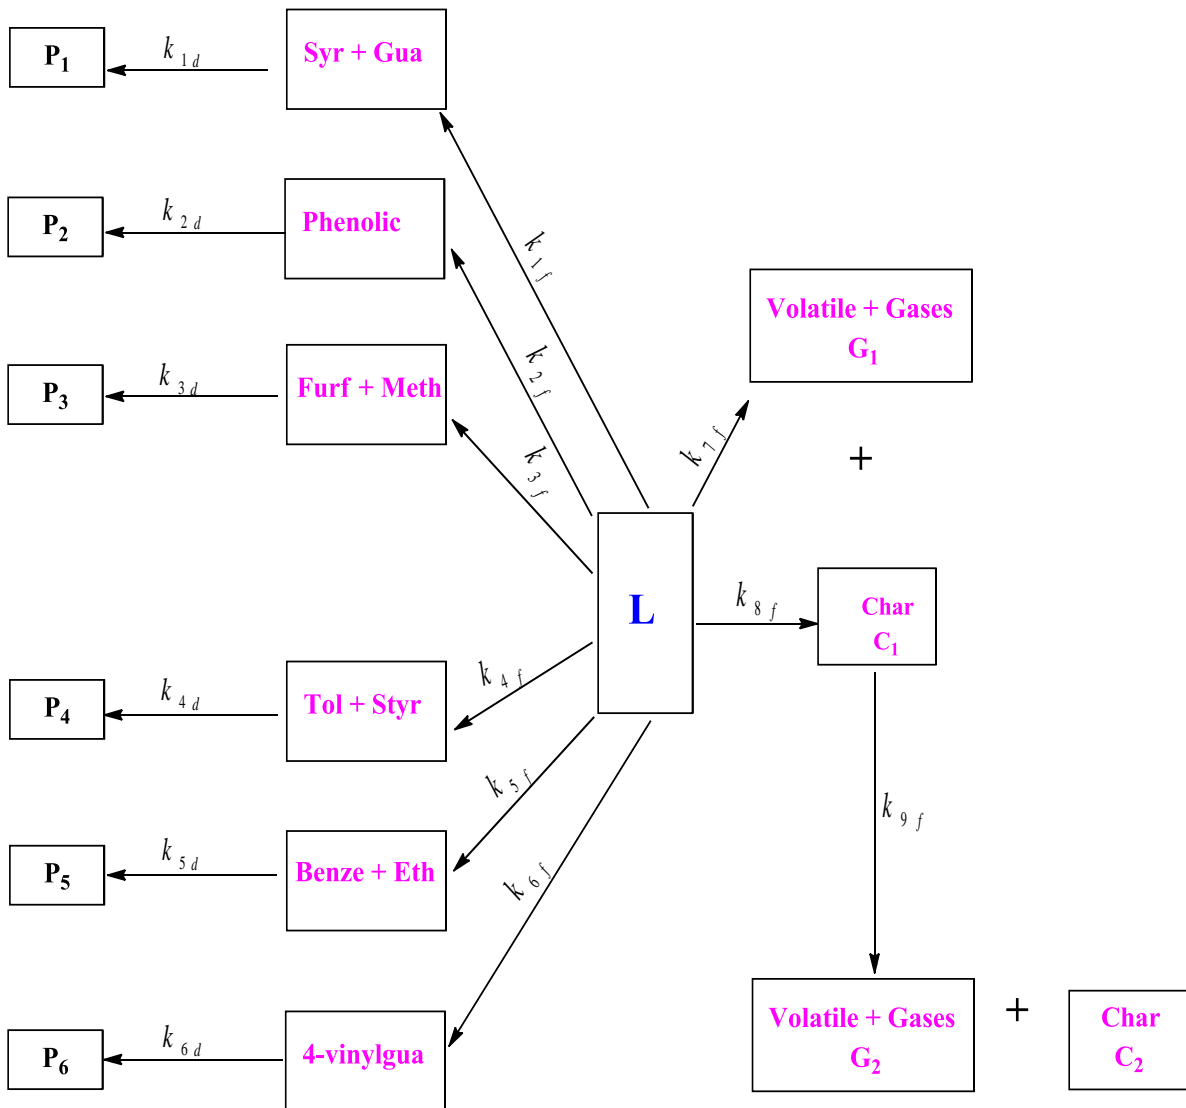 P1
k1d
Syr + Gua
P2
k2d
Phenolic
k1f
Volatile + Gases
G1
P3
k3d
Furf + Meth
k2f
k3f
k7f
+
L
k8f
Char
C1
P4
k4d
Tol + Styr
k4f
k5f
k9f
P5
k5d
Benze + Eth
k6f
P6
k6d
4-vinylgua
Volatile + Gases
G2
+
Char
C2